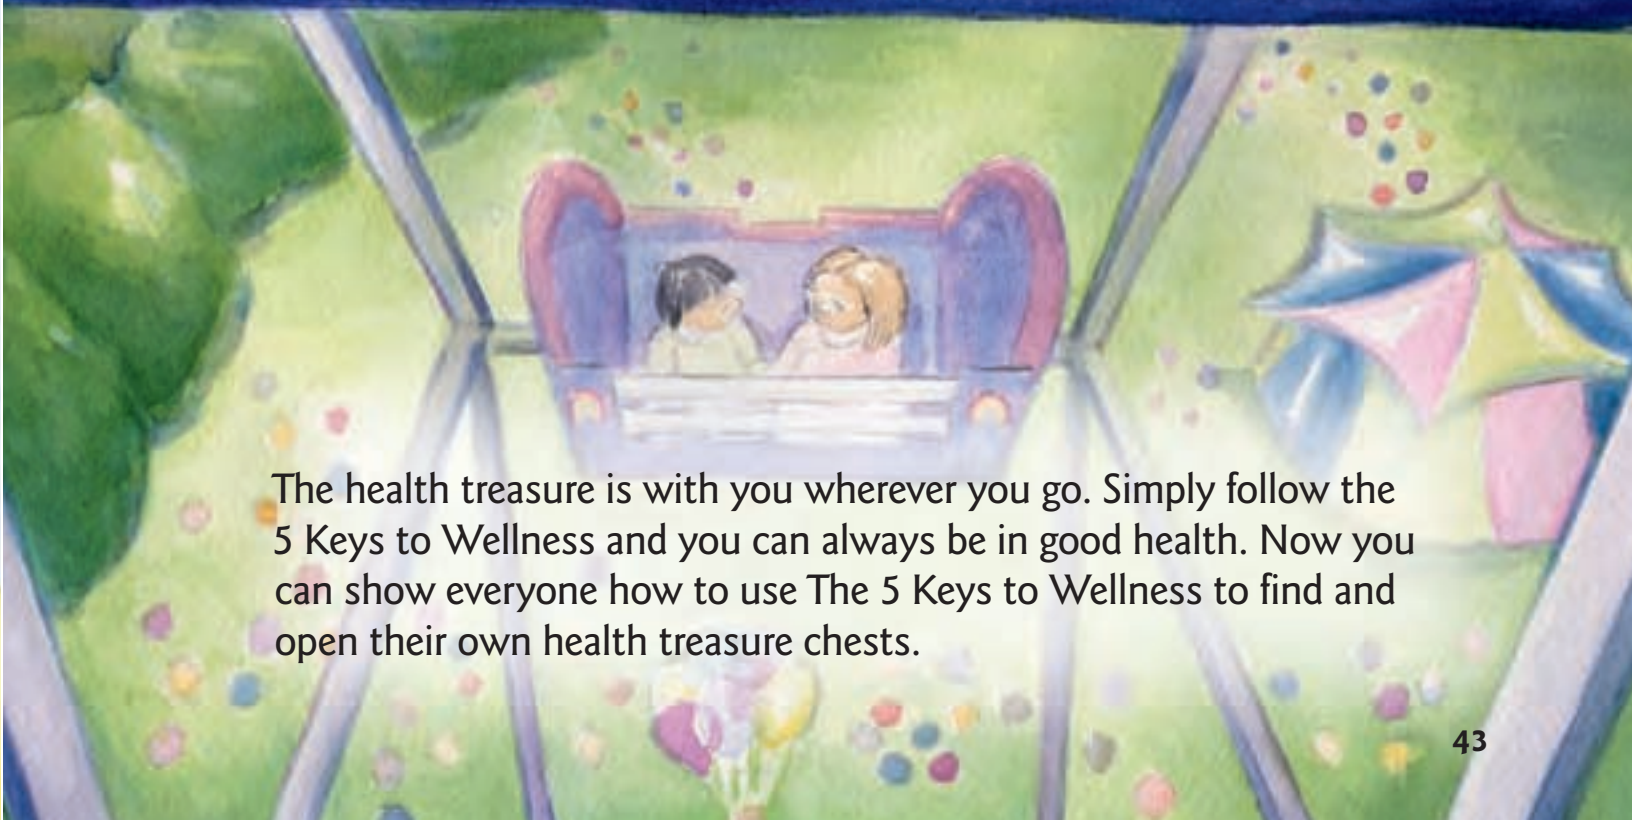 The health treasure is with you wherever you go. Simply follow the
5 Keys to Wellness and you can always be in good health. Now you
can show everyone how to use The 5 Keys to Wellness to find and
open their own health treasure chests.
43